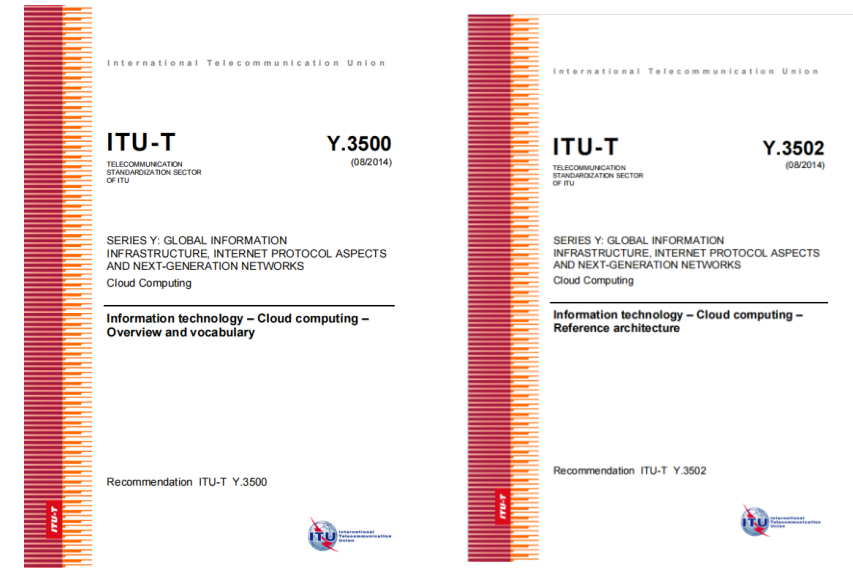 International Telecommunication Union
ITU-T
Y.3500
TELECOMMUNICATION
STANDARDIZATION SECTOR
OF ITU
(08/2014)
SERIES Y: GLOBAL INFORMATION
INFRASTRUCTURE, INTERNET PROTOCOL ASPECTS
AND NEXT-GENERATION NETWORKS
Cloud Computing
Information technology – Cloud computing –
Overview and vocabulary
Recommendation ITU-T Y.3500
ITU-T
ITU
International
Telecommunication
Union
International Telecommunication Union
ITU-T
Y.3502
TELECOMMUNICATION
STANDARDIZATION SECTOR
OF ITU
(08/2014)
SERIES Y: GLOBAL INFORMATION
INFRASTRUCTURE, INTERNET PROTOCOL ASPECTS
AND NEXT-GENERATION NETWORKS
Cloud Computing
Information technology – Cloud computing –
Reference architecture
Recommendation ITU-T Y.3502
ITU-T
ITU
International
Telecommunication
Union